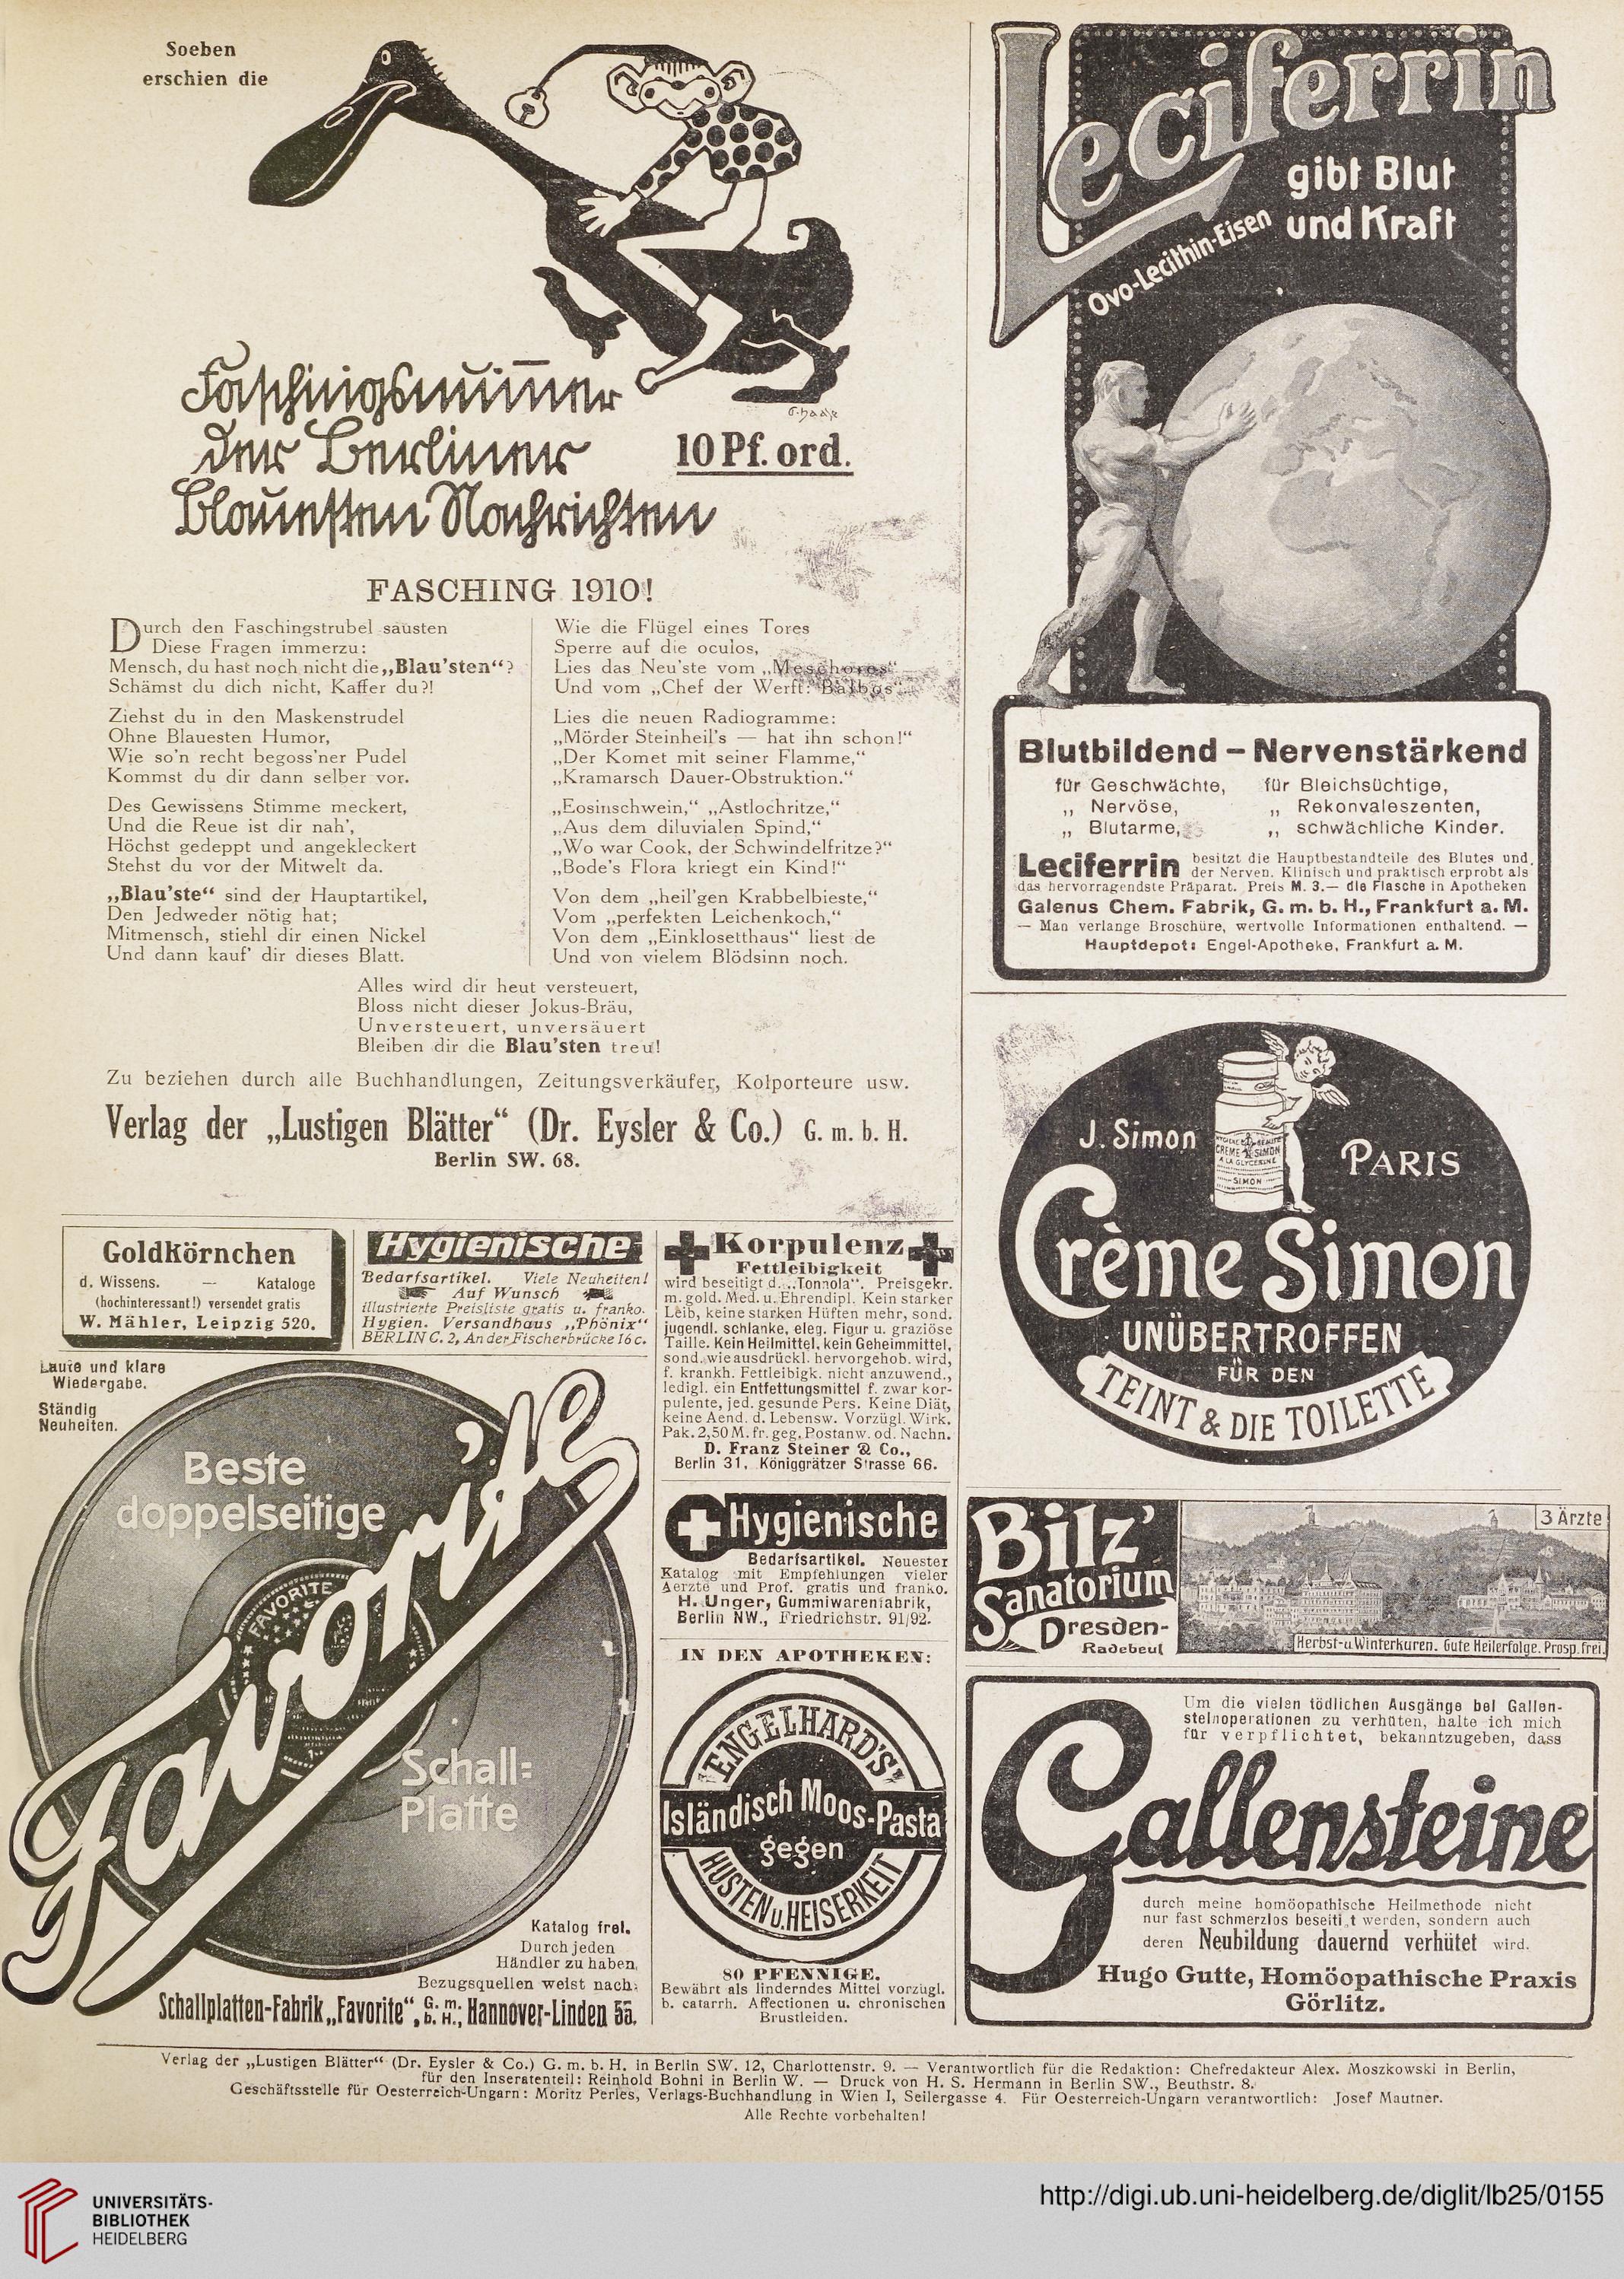 Soeben
erschien die
Faschingsnummer
der Berliner
Blauesten Nachrichten
10 Pf. ord.
FASCHING 1910!
Durch den Faschingstrubel sausten
Diese Fragen immerzu:
Mensch, du hast noch nicht die „Blau'sten“?
Schämst du dich nicht, Kaffer du?!
Ziehst du in den Maskenstrudel
Ohne Blauesten Humor,
Wie so'n recht begoss'ner Pudel
Kommst du dir dann selber vor.
Des Gewissens Stimme meckert,
Und die Reue ist dir nah',
Höchst gedeppt und angekleckert
Stehst du vor der Mitwelt da.
„Blau'ste“ sind der Hauptartikel,
Den Jedweder nötig hat;
Mitmensch, stiehl dir einen Nickel
Und dann kauf' dir dieses Blatt.
Wie die Flügel eines Tores
Sperre auf die oculos,
Lies das Neu'ste vom „Meschores“
Und vom „Chef der Werft: Balbos“.
Lies die neuen Radiogramme:
„Mörder Steinheil's — hat ihn schon!“
„Der Komet mit seiner Flamme,“
„Kramarsch Dauer-Obstruktion.“
„Eosinschwein,“ „Astlochritze,“
„Aus dem diluvialen Spind,“
„Wo war Cook, der Schwindelfritze?“
„Bode's Flora kriegt ein Kind!“
Von dem „heil'gen Krabbelbieste,“
Vom „perfekten Leichenkoch,“
Von dem „Einklosetthaus“ liest de
Und von vielem Blödsinn noch.
Alles wird dir heut versteuert,
Bloss nicht dieser Jokus-Bräu,
Unversteuert, unversäuert
Bleiben dir die Blau'sten treu!
Zu beziehen durch alle Buchhandlungen, Zeitungsverkäufer, Kolporteure usw.
Verlag der „Lustigen Blätter“ (Dr. Eysler & Co.) G. m. b. H.
Berlin SW. 68.
Leciferrin
gibt Blut
und Kraft
Ovo-Lecithin-Eisen
Blutbildend – Nervenstärkend
für Geschwächte, für Bleichsüchtige,
„ Nervöse, „ Rekonvaleszenten,
„ Blutarme, „ schwächliche Kinder.
Leciferrin besitzt die Hauptbestandteile des Blutes und
der Nerven. Klinisch und praktisch erprobt als
das hervorragendste Präparat. Preis M. 3.— die Flasche in Apotheken
Galenus Chem. Fabrik, G. m. b. H., Frankfurt a. M.
— Man verlange Broschüre, wertvolle Informationen enthaltend. —
Hauptdepot: Engel-Apotheke, Frankfurt a. M.
J. Simon
PARIS
CREME SIMON
A LA GLYCERINE
SIMON
Crème Simon
UNÜBERTROFFEN
FÜR DEN
TEINT & DIE TOILETTE
Goldkörnchen
d. Wissens. — Kataloge
(hochinteressant!) versendet gratis
W. Mähler, Leipzig 520.
Hygienische
Bedarfsartikel. Viele Neuheiten!
Auf Wunsch
illustrierte Preisliste gratis u. franko.
Hygien. Versandhaus „Phönix“
BERLIN C. 2, An der Fischerbrücke 16 c.
Korpulenz
Fettleibigkeit
wird beseitigt d. „Tonnola“. Preisgekr.
m. gold. Med. u. Ehrendipl. Kein starker
Leib, keine starken Hüften mehr, sond.
jugendl. schlanke, eleg. Figur u. graziöse
Taille. Kein Heilmittel, kein Geheimmittel,
sond. wie ausdrückl. hervorgehob. wird,
f. krankh. Fettleibigk. nicht anzuwend.,
ledigl. ein Entfettungsmittel f. zwar kor-
pulente, jed. gesunde Pers. Keine Diät,
keine Aend. d. Lebensw. Vorzügl. Wirk.
Pak. 2,50 M. fr. geg. Postanw. od. Nachn.
D. Franz Steiner & Co.,
Berlin 31, Königgrätzer Strasse 66.
Laute und klare
Wiedergabe.
Ständig
Neuheiten.
Beste
doppelseitige
Favorite
FAVORITE
Schall=
Platte
Katalog frei.
Durch jeden
Händler zu haben,
Bezugsquellen weist nach:
Schallplatten-Fabrik „Favorite“, G. m. b. H., Hannover-Linden 55.
Hygienische
Bedarfsartikel. Neuester
Katalog mit Empfehlungen vieler
Aerzte und Prof. gratis und franko.
H. Unger, Gummiwarenfabrik,
Berlin NW., Friedrichstr. 91/92.
IN DEN APOTHEKEN:
„ENGELHARD'S“
Isländisch Moos-Pasta
gegen
HUSTEN u. HEISERKEIT
80 PFENNIGE.
Bewährt als linderndes Mittel vorzügl.
b. catarrh. Affectionen u. chronischen
Brustleiden.
Bilz'
Sanatorium
Dresden-
Radebeul
3 Ärzte
Herbst- u. Winterkuren. Gute Heilerfolge. Prosp. frei.
Um die vielen tödlichen Ausgänge bei Gallen-
steinoperationen zu verhüten, halte ich mich
für verpflichtet, bekanntzugeben, dass
Gallensteine
durch meine homöopathische Heilmethode nicht
nur fast schmerzlos beseitigt werden, sondern auch
deren Neubildung dauernd verhütet wird.
Hugo Gutte, Homöopathische Praxis
Görlitz.
Verlag der „Lustigen Blätter“ (Dr. Eysler & Co.) G. m. b. H. in Berlin SW. 12, Charlottenstr. 9. — Verantwortlich für die Redaktion: Chefredakteur Alex. Moszkowski in Berlin,
für den Inseratenteil: Reinhold Bohnl in Berlin W. — Druck von H. S. Hermann in Berlin SW., Beuthstr. 8.
Geschäftsstelle für Oesterreich-Ungarn: Moritz Perles, Verlags-Buchhandlung in Wien I, Seilergasse 4. Für Oesterreich-Ungarn verantwortlich: Josef Mautner.
Alle Rechte vorbehalten!
UNIVERSITÄTS-
BIBLIOTHEK
HEIDELBERG
http://digi.ub.uni-heidelberg.de/diglit/lb25/0155